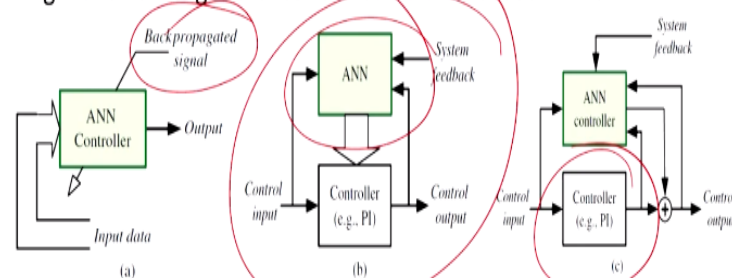 Backpropagated
signal
ANN
Controller
Output
Input data
(a)
System
feedback
ANN
Control
input
Controller
(e.g., PI)
Control
output
(b)
System
feedback
ANN
controller
Control
input
Controller
(e.g., PI)
+
(c)